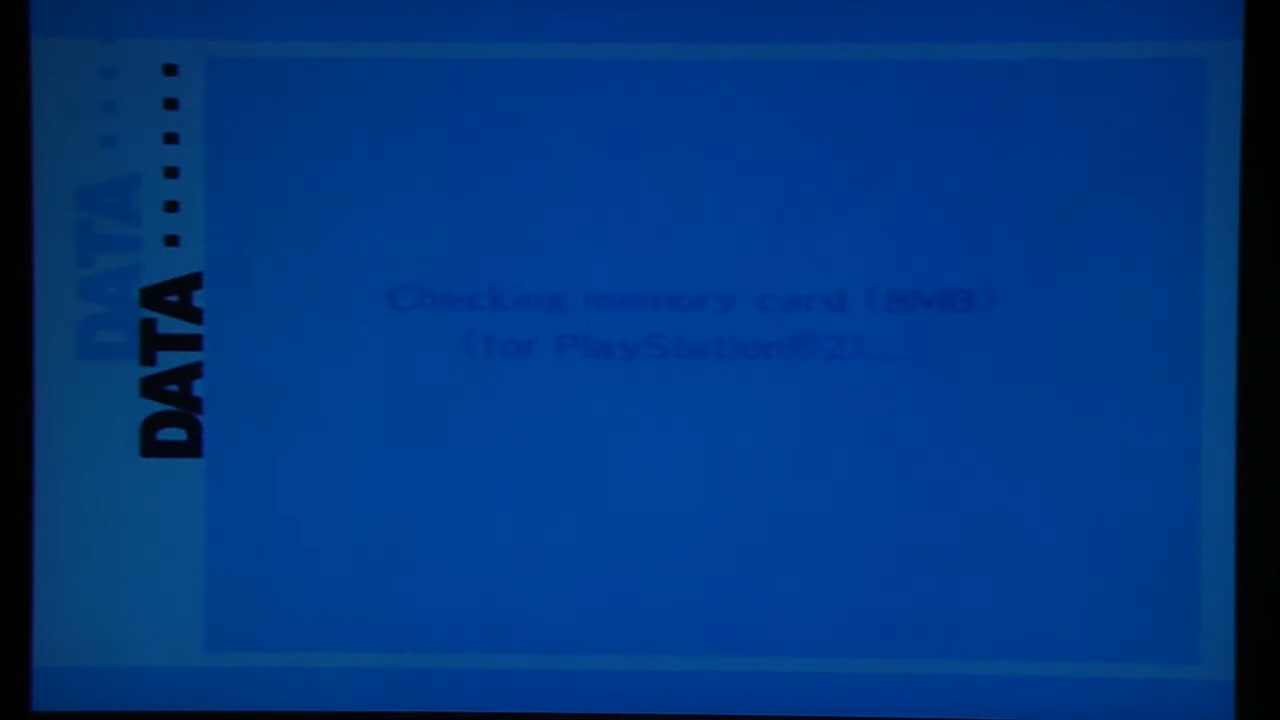 DATA ......
DATA ...
Checking memory card (8MB)
(for PlayStation®2)...